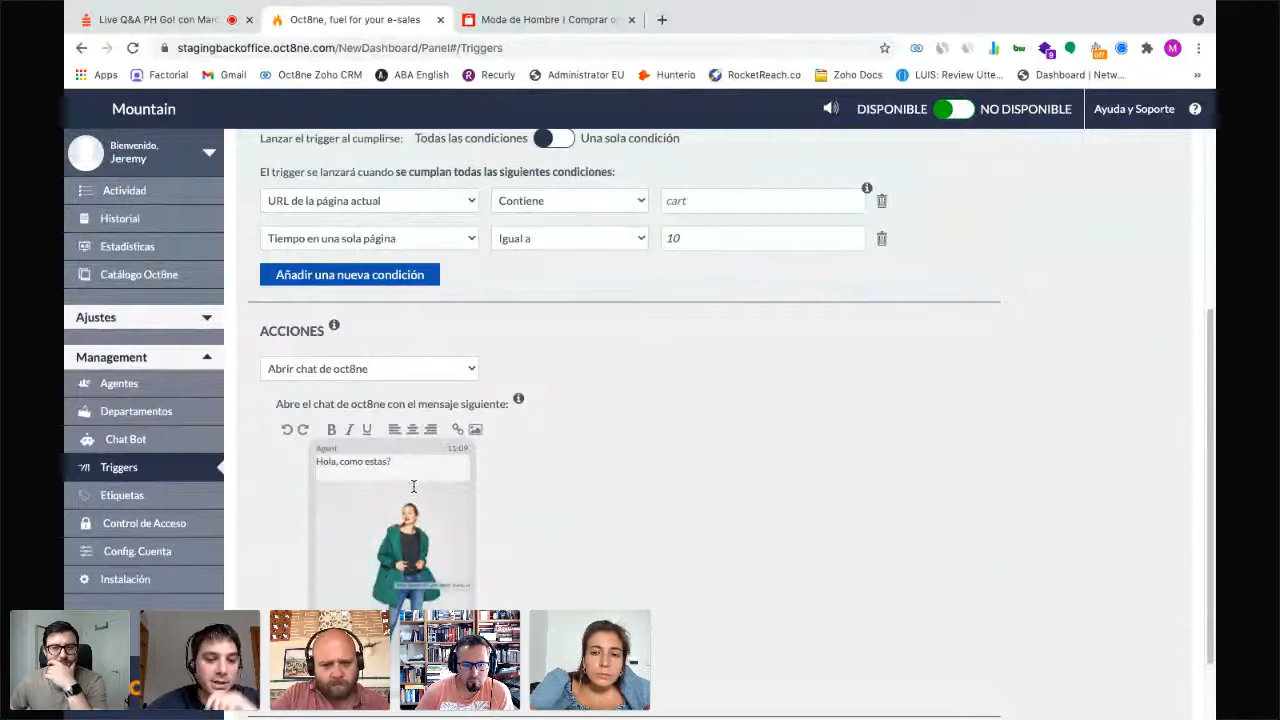 Live Q&A PH Go! con Marc
Oct8ne, fuel for your e-sales
Moda de Hombre | Comprar o
stagingbackoffice.oct8ne.com/NewDashboard/Panel#/Triggers
Apps
Factorial
Gmail
Oct8ne Zoho CRM
ABA English
Recurly
Administrator EU
Hunterio
RocketReach.co
Zoho Docs
LUIS: Review Utte...
Dashboard | Netw...
»
Mountain
DISPONIBLE
NO DISPONIBLE
Ayuda y Soporte
Bienvenido,
Jeremy
Actividad
Historial
Estadísticas
Catálogo Oct8ne
Ajustes
Management
Agentes
Departamentos
Chat Bot
Triggers
Etiquetas
Control de Acceso
Config. Cuenta
Instalación
Lanzar el trigger al cumplirse:
Todas las condiciones
Una sola condición
El trigger se lanzará cuando se cumplan todas las siguientes condiciones:
URL de la página actual
Contiene
cart
Tiempo en una sola página
Igual a
10
Añadir una nueva condición
ACCIONES
Abrir chat de oct8ne
Abre el chat de oct8ne con el mensaje siguiente:
B I U
Agent
11:09
Hola, como estas?